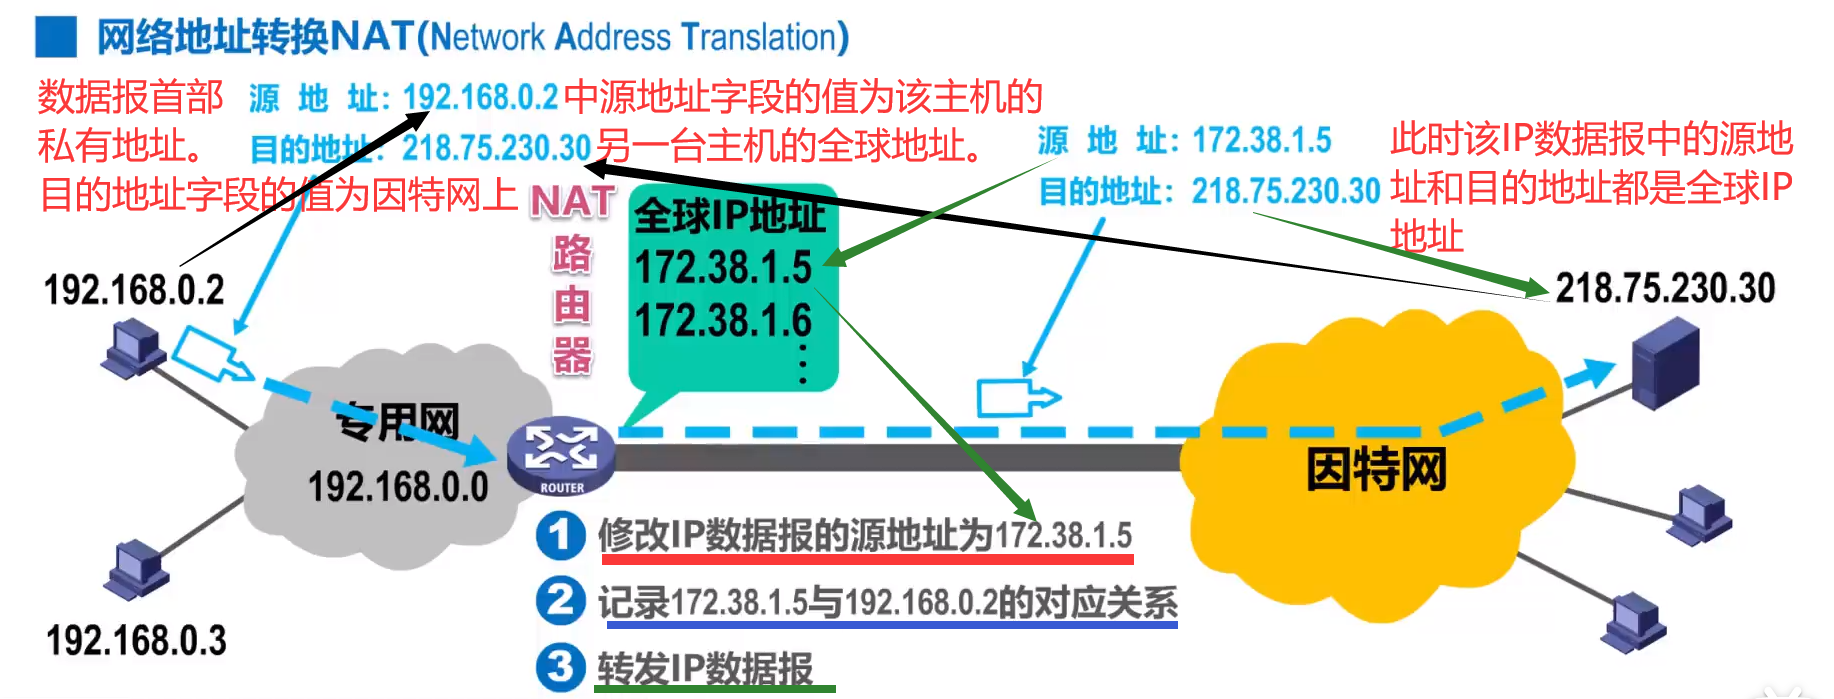 网络地址转换NAT(Network Address Translation)
数据报首部 源 地 址：192.168.0.2 中源地址字段的值为该主机的
私有地址。 目的地址：218.75.230.30 另一台主机的全球地址。
目的地址字段的值为因特网上
源 地 址：172.38.1.5
目的地址：218.75.230.30
此时该IP数据报中的源地
址和目的地址都是全球IP
地址
NAT
路
由
器
全球IP地址
172.38.1.5
172.38.1.6
192.168.0.2
218.75.230.30
专用网
192.168.0.0
ROUTER
因特网
192.168.0.3
1 修改IP数据报的源地址为172.38.1.5
2 记录172.38.1.5与192.168.0.2的对应关系
3 转发IP数据报